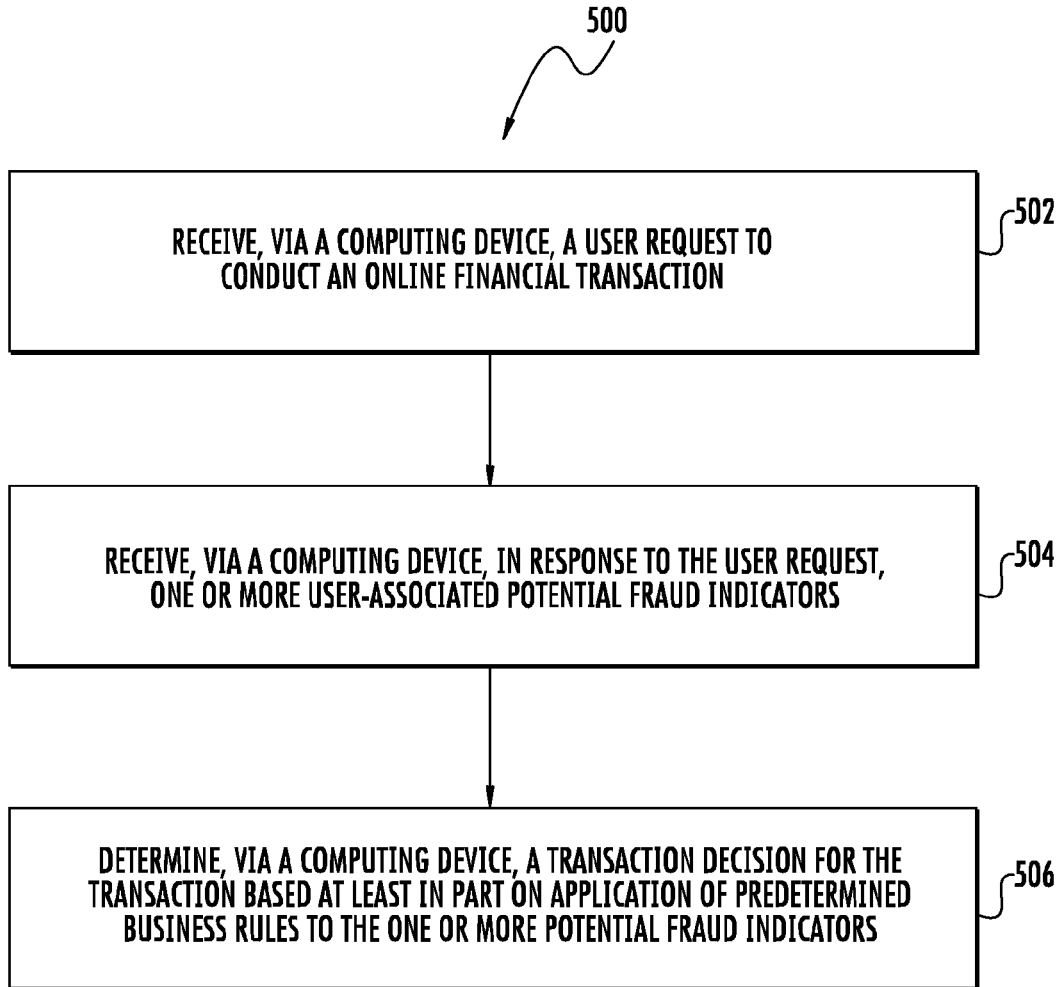 500
RECEIVE, VIA A COMPUTING DEVICE, A USER REQUEST TO
CONDUCT AN ONLINE FINANCIAL TRANSACTION
502
RECEIVE, VIA A COMPUTING DEVICE, IN RESPONSE TO THE USER REQUEST,
ONE OR MORE USER-ASSOCIATED POTENTIAL FRAUD INDICATORS
504
DETERMINE, VIA A COMPUTING DEVICE, A TRANSACTION DECISION FOR THE
TRANSACTION BASED AT LEAST IN PART ON APPLICATION OF PREDETERMINED
BUSINESS RULES TO THE ONE OR MORE POTENTIAL FRAUD INDICATORS
506